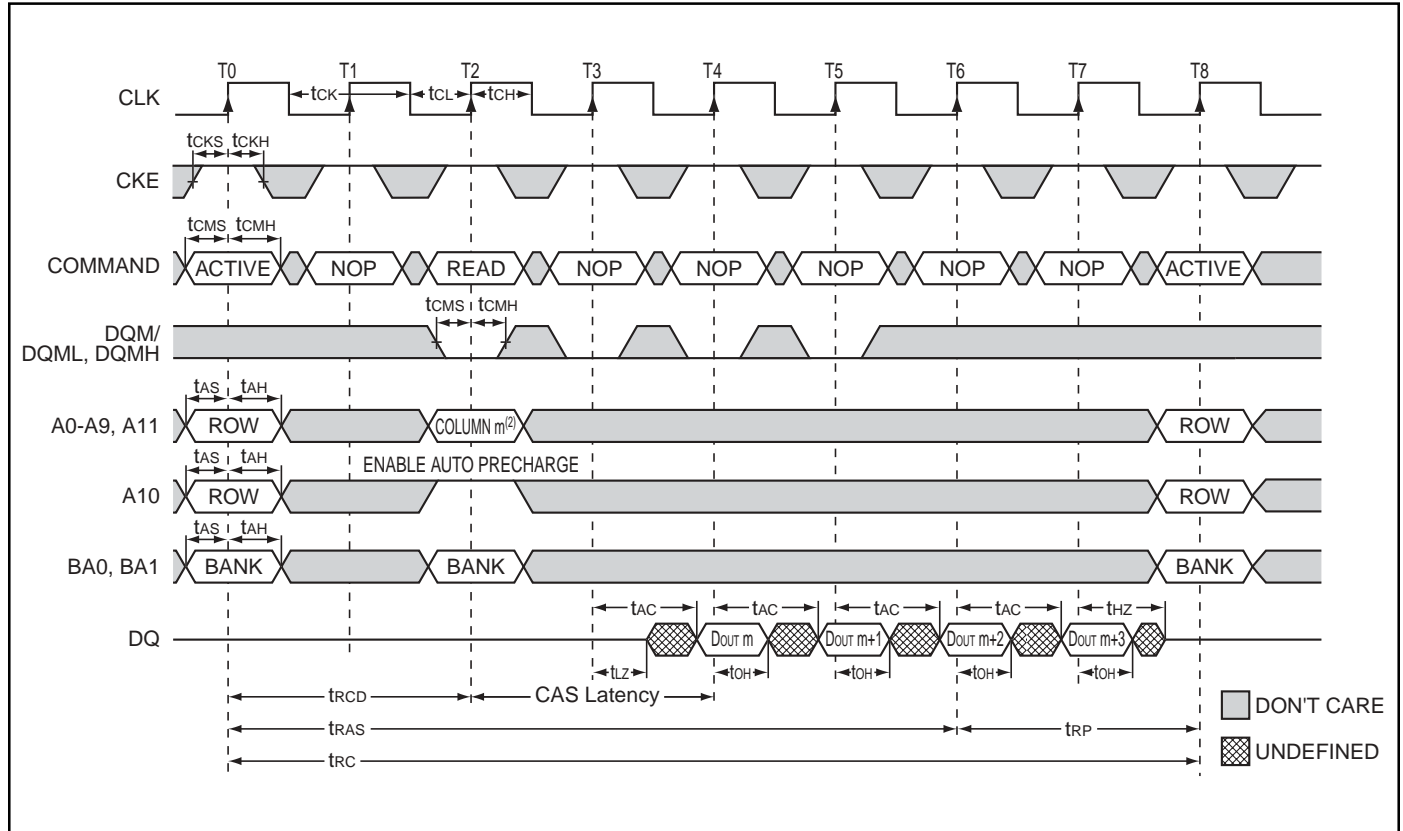 T0 T1 T2 T3 T4 T5 T6 T7 T8
CLK tCK tCL tCH
tCKS tCKH
CKE
tCMS tCMH
COMMAND ACTIVE NOP READ NOP NOP NOP NOP NOP ACTIVE
tCMS tCMH
DQM/
DQML, DQMH
tAS tAH
A0-A9, A11 ROW COLUMN m(2) ROW
tAS tAH ENABLE AUTO PRECHARGE
A10 ROW ROW
tAS tAH
BA0, BA1 BANK BANK BANK
tAC tAC tAC tAC tHZ
DQ DOUT m DOUT m+1 DOUT m+2 DOUT m+3
tLZ tOH tOH tOH tOH
tRCD CAS Latency
DON'T CARE
tRAS tRP
UNDEFINED
tRC